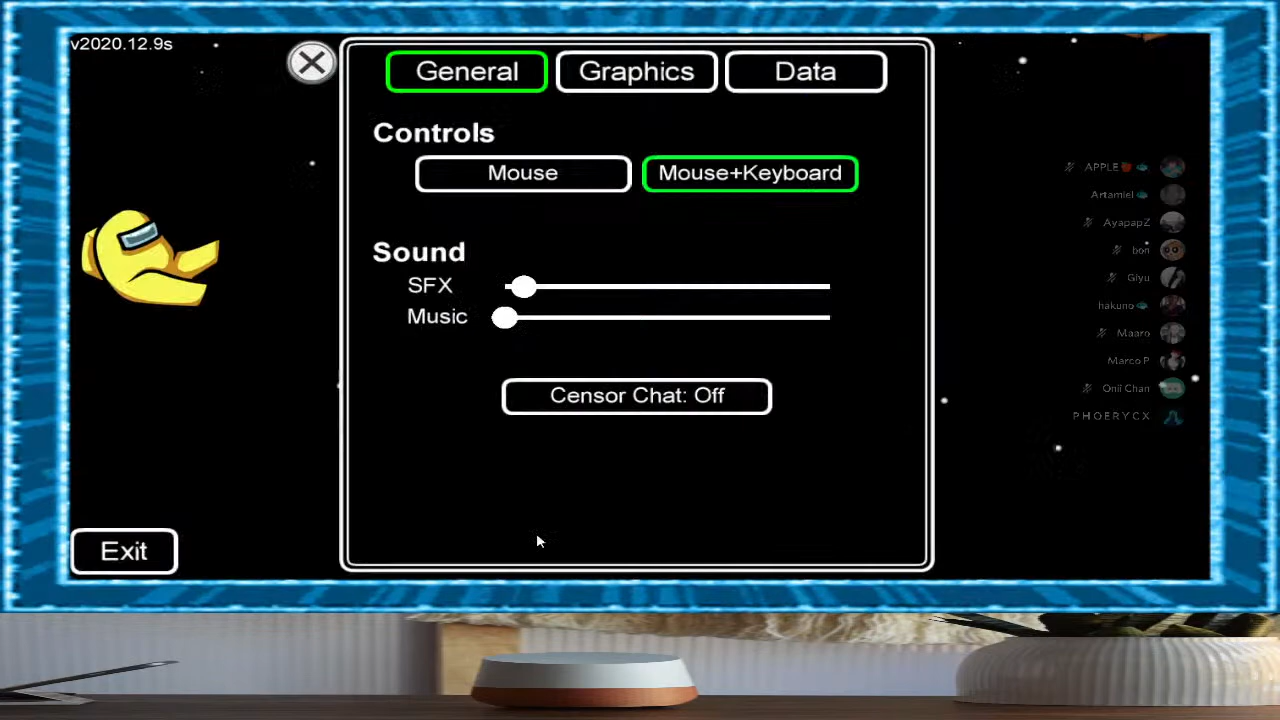 v2020.12.9s
General
Graphics
Data
Controls
Mouse
Mouse+Keyboard
Sound
SFX
Music
Censor Chat: Off
Exit
APPLE
Artamiel
AyapapZ
bon
Giyu
hakuno
Maaro
Marco P
Onii Chan
P H O E R Y C X